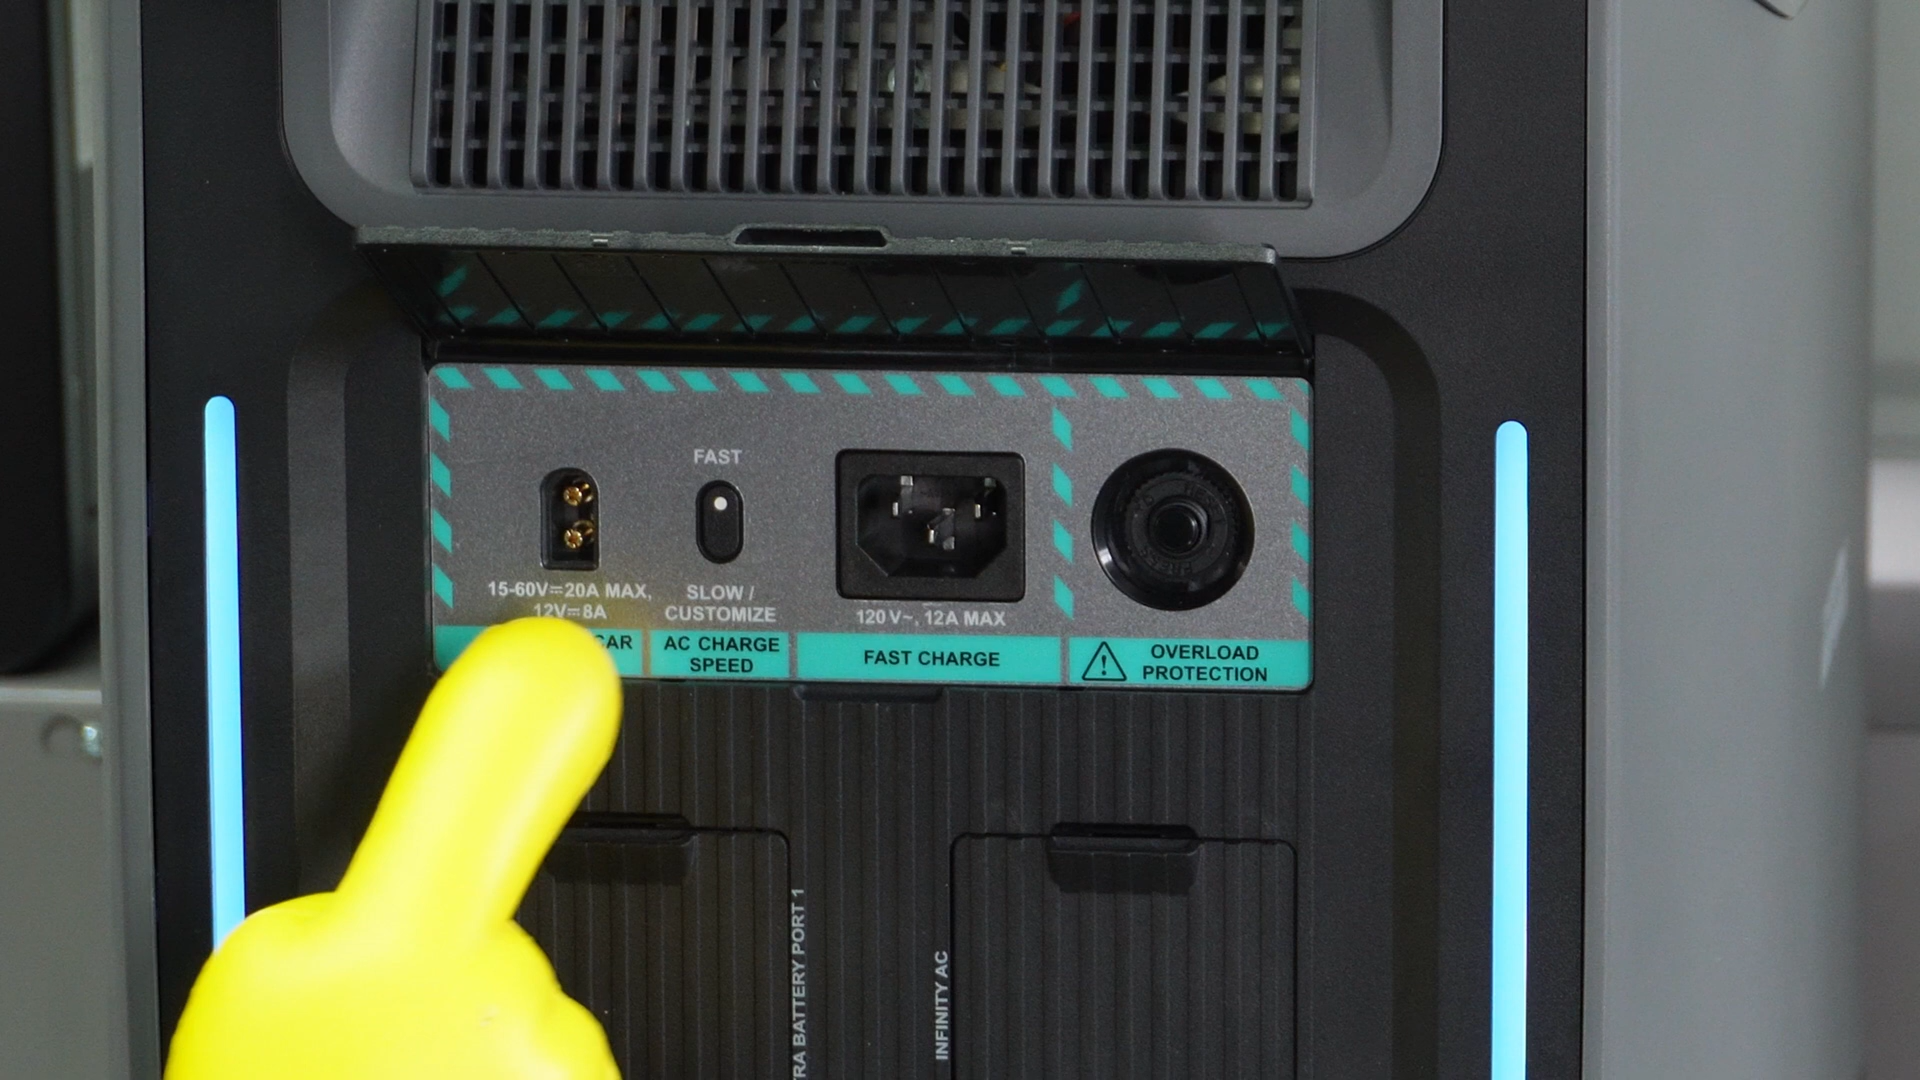 FAST
15-60V⎓20A MAX,
12V⎓8A
SLOW /
CUSTOMIZE
120 V~, 12A MAX
CAR
AC CHARGE
SPEED
FAST CHARGE
OVERLOAD
PROTECTION
BATTERY PORT 1
INFINITY AC